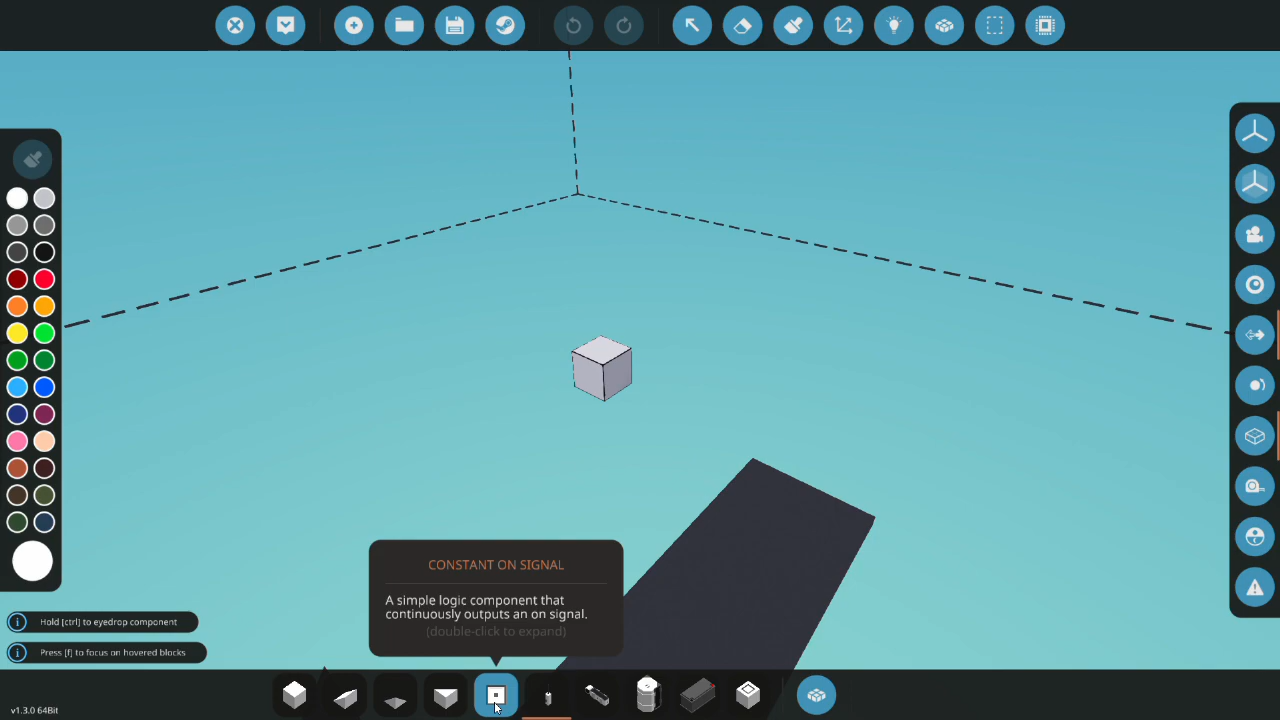 CONSTANT ON SIGNAL
A simple logic component that
continuously outputs an on signal.
(double-click to expand)
Hold [ctrl] to eyedrop component
Press [f] to focus on hovered blocks
v1.3.0 64Bit